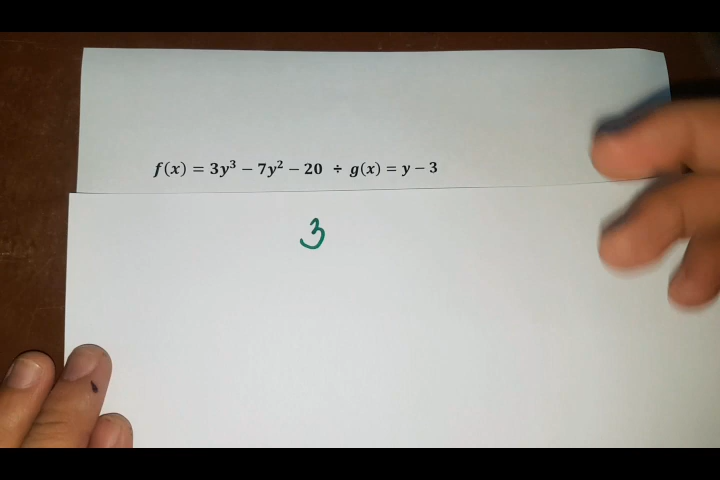 f(x) = 3y³ − 7y² − 20 ÷ g(x) = y − 3
3